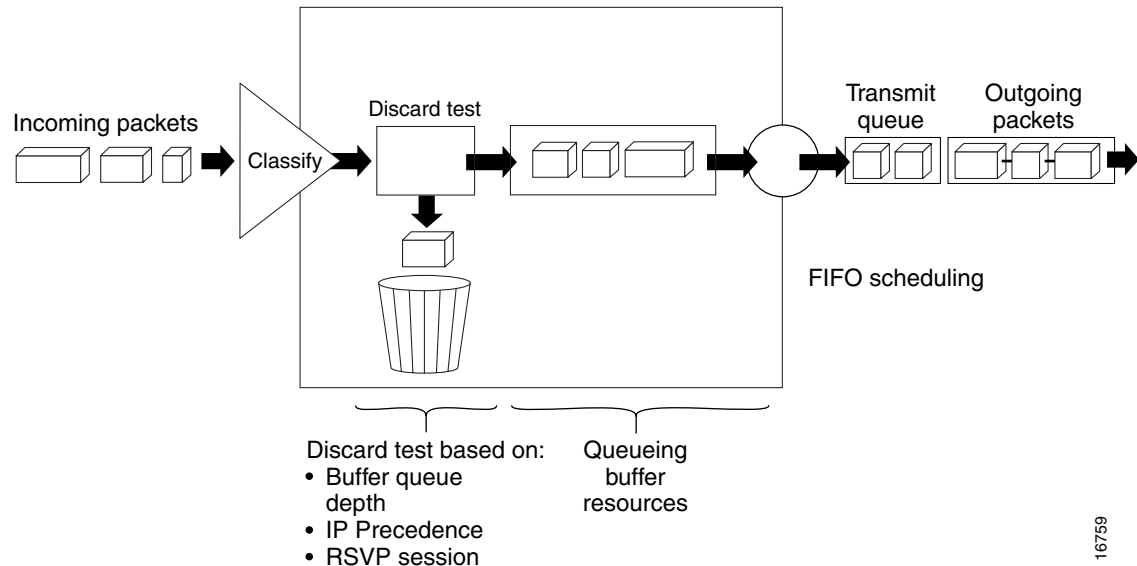 Incoming packets
Classify
Discard test
Transmit
queue
Outgoing
packets
FIFO scheduling
Discard test based on:
• Buffer queue
depth
• IP Precedence
• RSVP session
Queueing
buffer
resources
16759